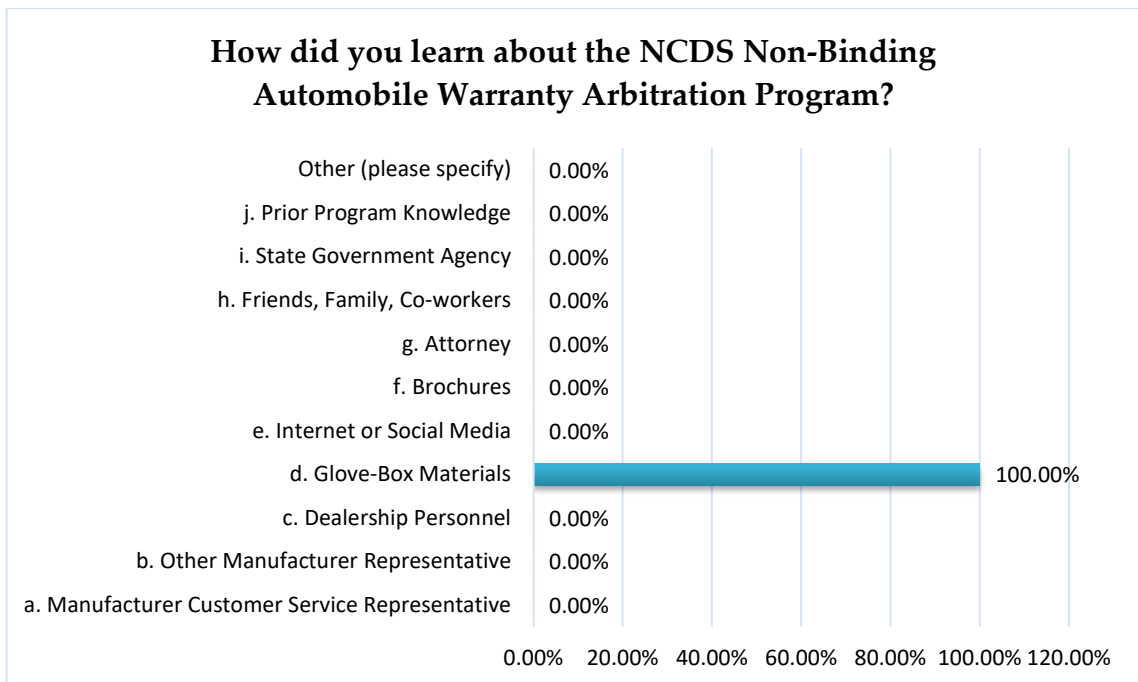 How did you learn about the NCDS Non-Binding
Automobile Warranty Arbitration Program?
Other (please specify) 0.00%
j. Prior Program Knowledge 0.00%
i. State Government Agency 0.00%
h. Friends, Family, Co-workers 0.00%
g. Attorney 0.00%
f. Brochures 0.00%
e. Internet or Social Media 0.00%
d. Glove-Box Materials 100.00%
c. Dealership Personnel 0.00%
b. Other Manufacturer Representative 0.00%
a. Manufacturer Customer Service Representative 0.00%
0.00% 20.00% 40.00% 60.00% 80.00% 100.00% 120.00%